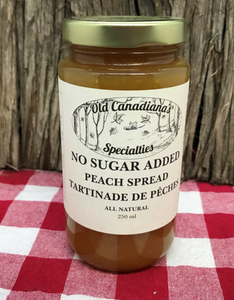 Old Canadiana
Specialties
NO SUGAR ADDED
PEACH SPREAD
TARTINADE DE PÊCHES
ALL NATURAL
250 ml